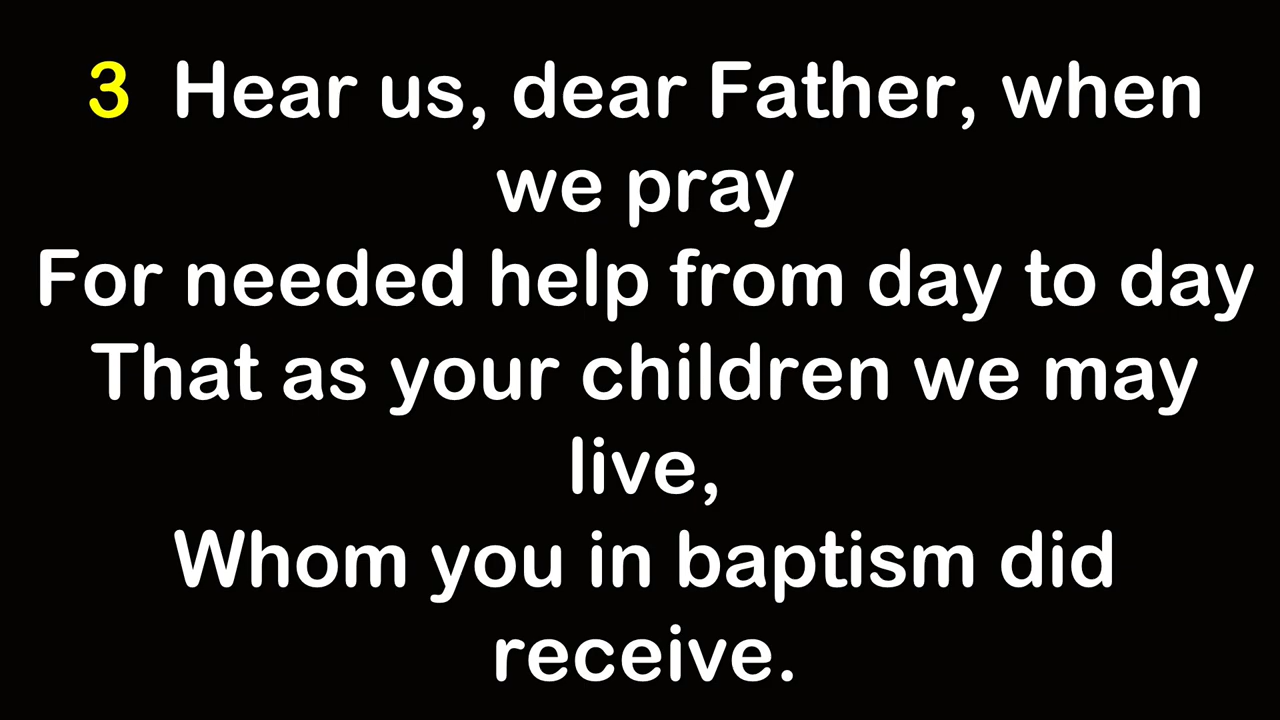 3 Hear us, dear Father, when
we pray
For needed help from day to day
That as your children we may
live,
Whom you in baptism did
receive.